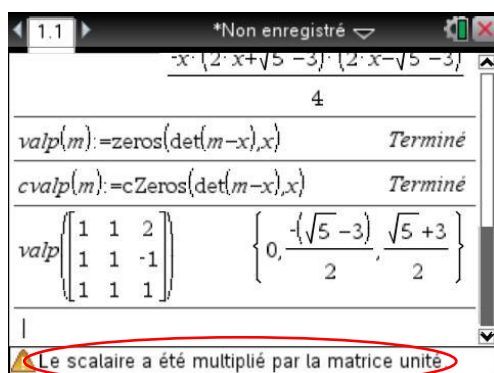 1.1 *Non enregistré
-x·(2·x+√5 -3)·(2·x-√5 -3)
4
valp(m):=zeros(det(m-x),x) Terminé
cvalp(m):=cZeros(det(m-x),x) Terminé
valp([1 1 2; 1 1 -1; 1 1 1]) {0, -(√5 -3)/2, √5 +3/2}
Le scalaire a été multiplié par la matrice unité.